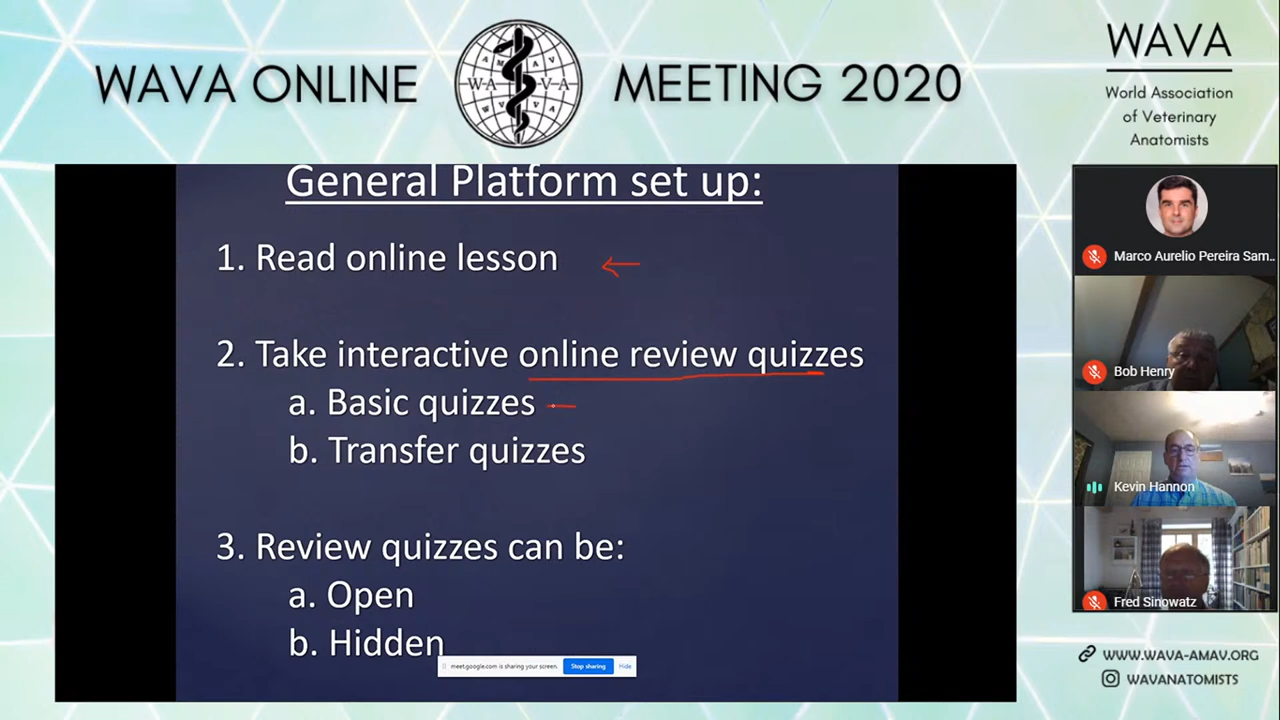 WAVA ONLINE
MEETING 2020
WAVA
World Association
of Veterinary
Anatomists
General Platform set up:
1. Read online lesson
2. Take interactive online review quizzes
a. Basic quizzes
b. Transfer quizzes
3. Review quizzes can be:
a. Open
b. Hidden
meet.google.com is sharing your screen.
Stop sharing
Hide
Marco Aurelio Pereira Sam..
Bob Henry
Kevin Hannon
Fred Sinowatz
WWW.WAVA-AMAV.ORG
WAVANATOMISTS